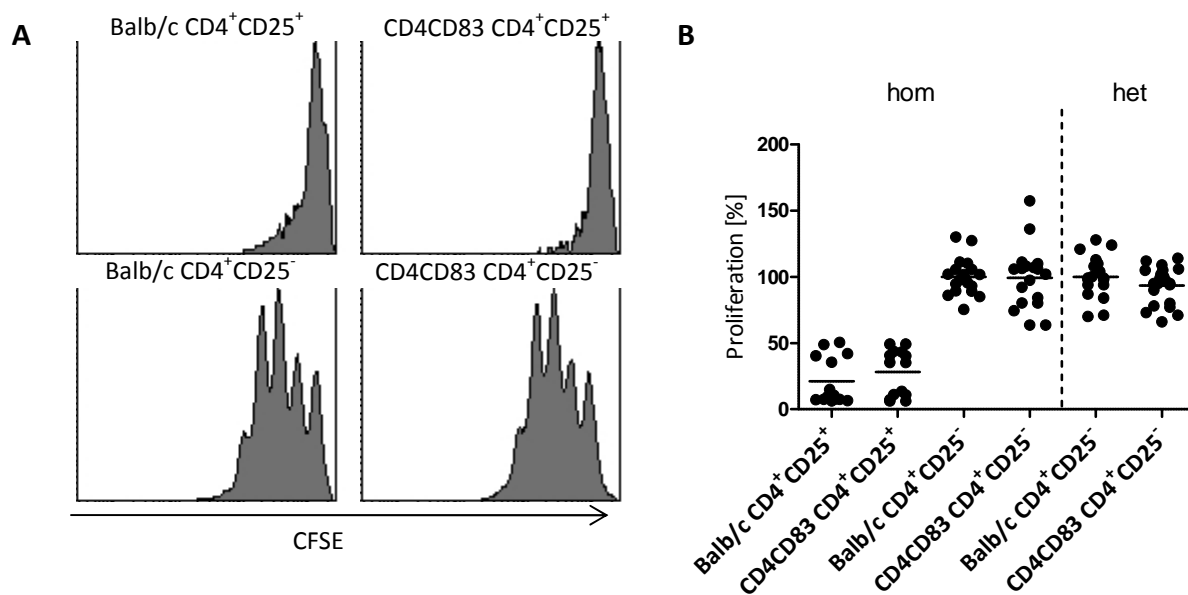 A
Balb/c CD4⁺CD25⁺
CD4CD83 CD4⁺CD25⁺
Balb/c CD4⁺CD25⁻
CD4CD83 CD4⁺CD25⁻
CFSE
B
hom
het
Proliferation [%]
200
150
100
50
0
Balb/c CD4⁺CD25⁺
CD4CD83 CD4⁺CD25⁺
Balb/c CD4⁺CD25⁻
CD4CD83 CD4⁺CD25⁻
Balb/c CD4⁺CD25⁻
CD4CD83 CD4⁺CD25⁻